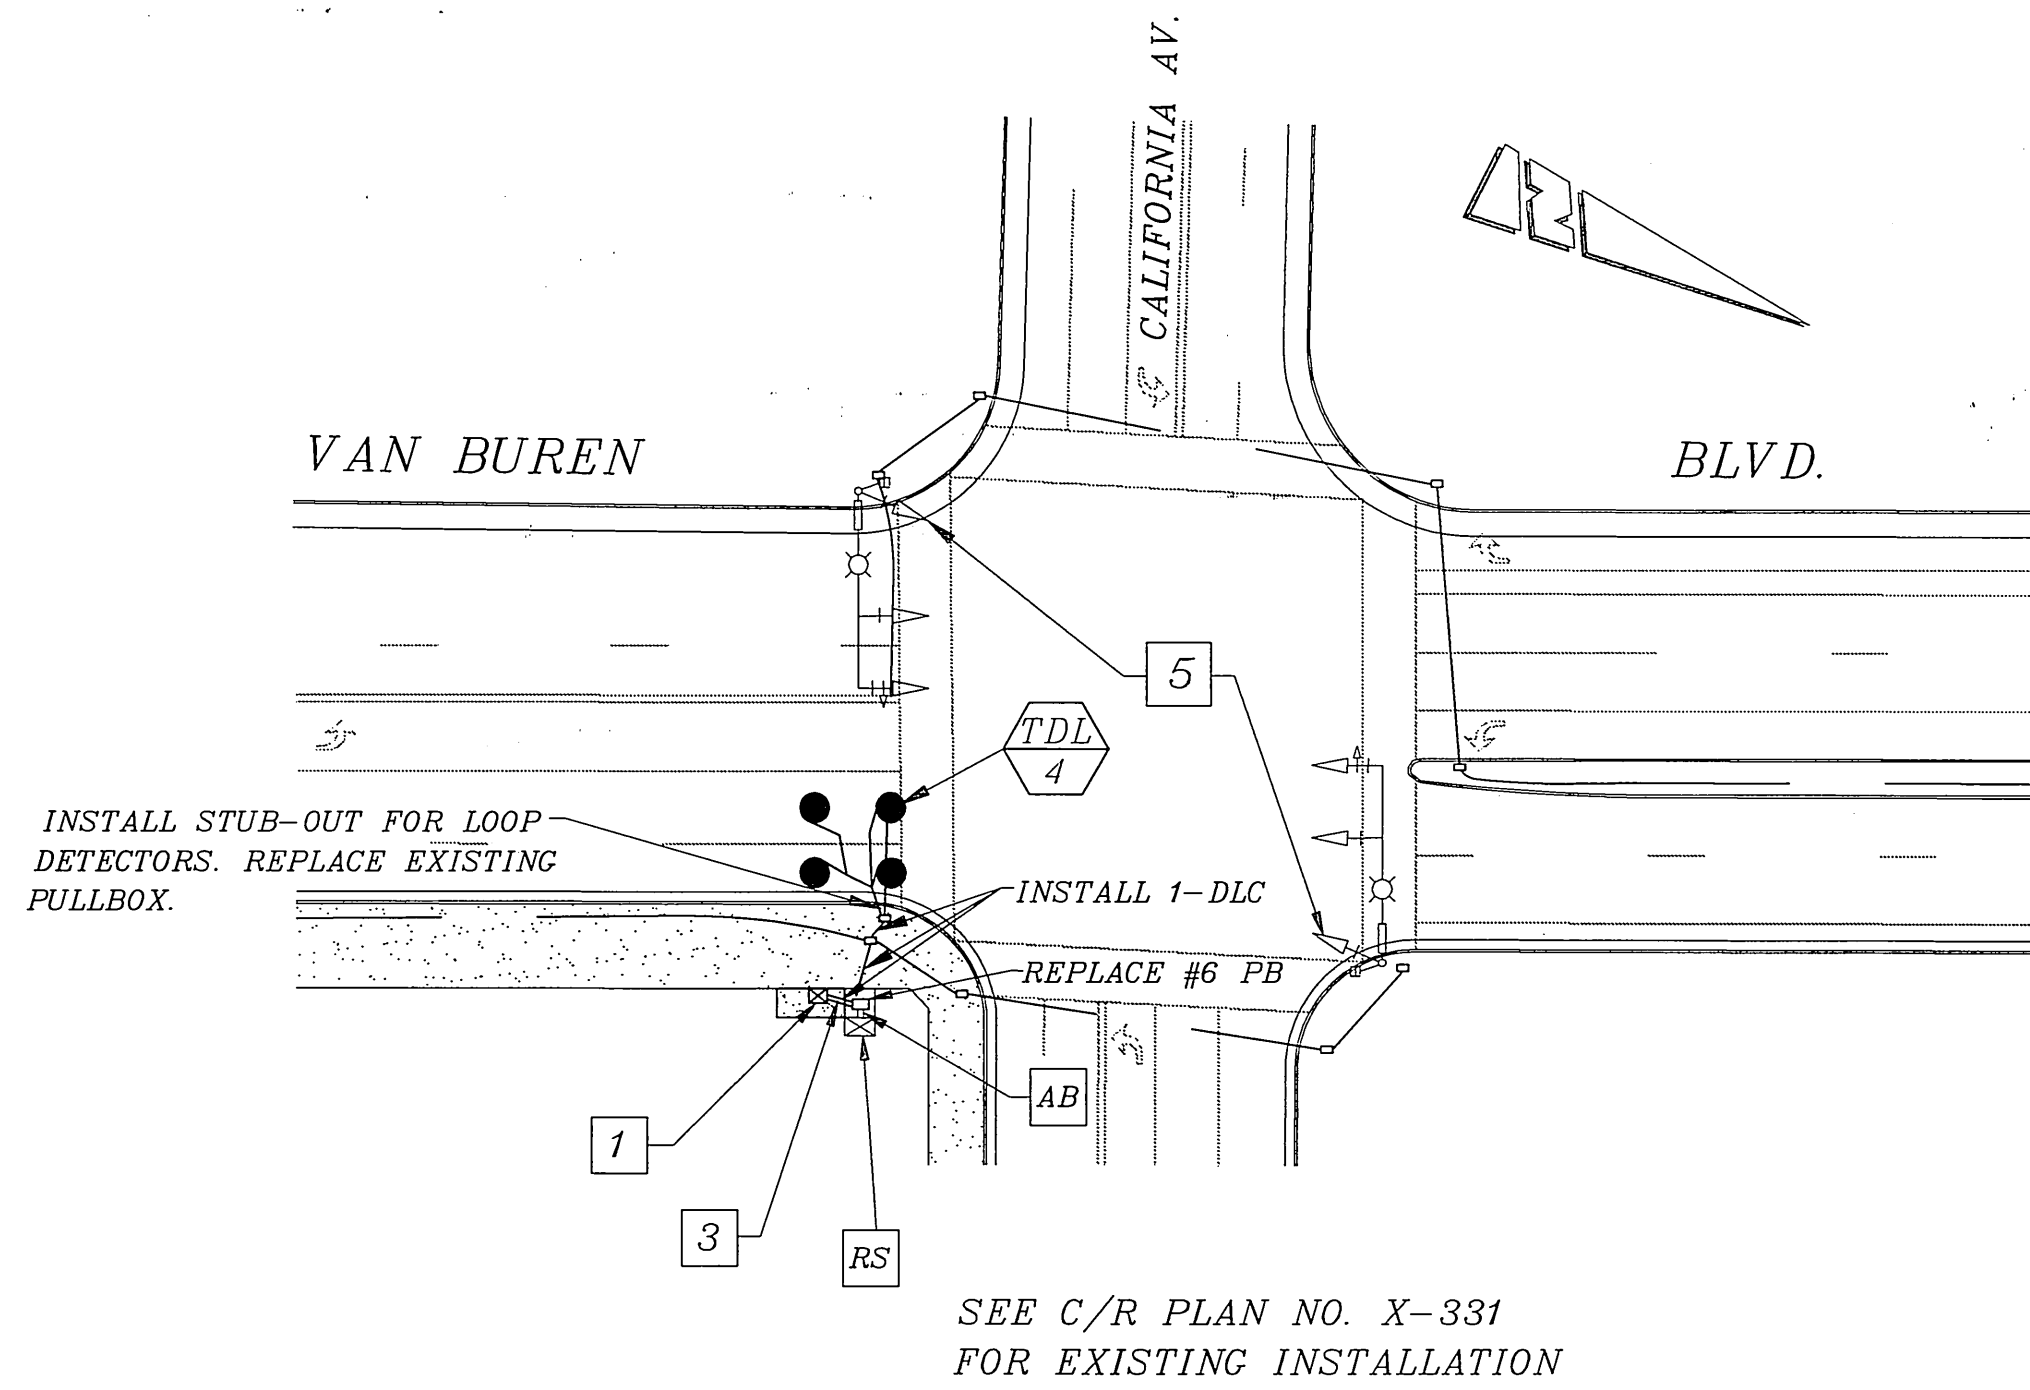 CALIFORNIA AV.
N
VAN BUREN
BLVD.
5
TDL
4
INSTALL STUB-OUT FOR LOOP
DETECTORS. REPLACE EXISTING
PULLBOX.
INSTALL 1-DLC
REPLACE #6 PB
AB
1
3
RS
SEE C/R PLAN NO. X-331
FOR EXISTING INSTALLATION